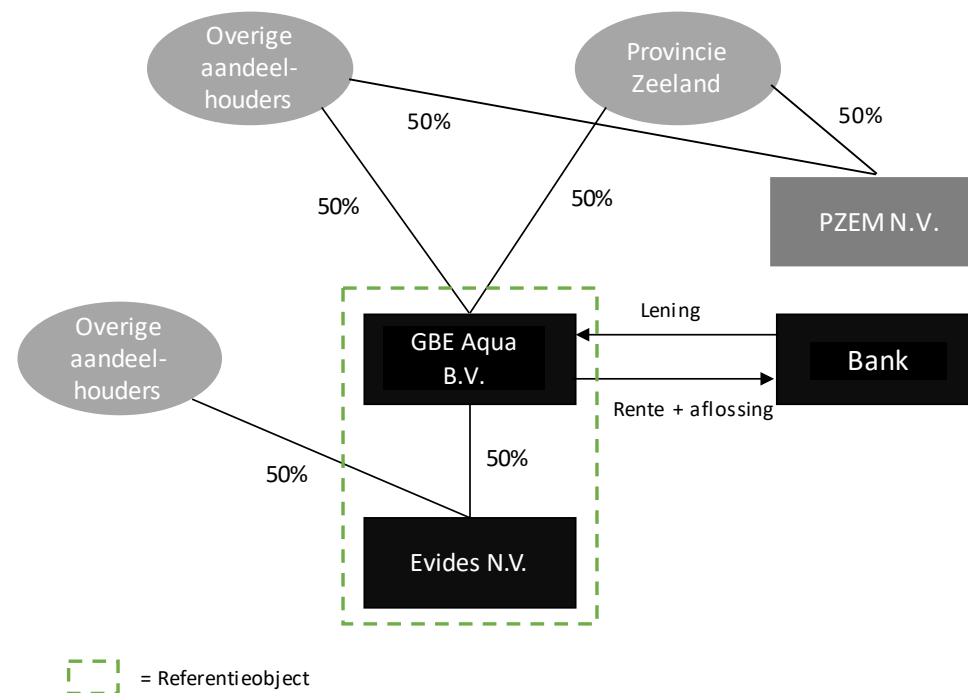 Overige
aandeel-
houders
Provincie
Zeeland
50%
50%
50%
50%
PZEM N.V.
Overige
aandeel-
houders
GBE Aqua
B.V.
Lening
Bank
Rente + aflossing
50%
50%
Evides N.V.
= Referentieobject